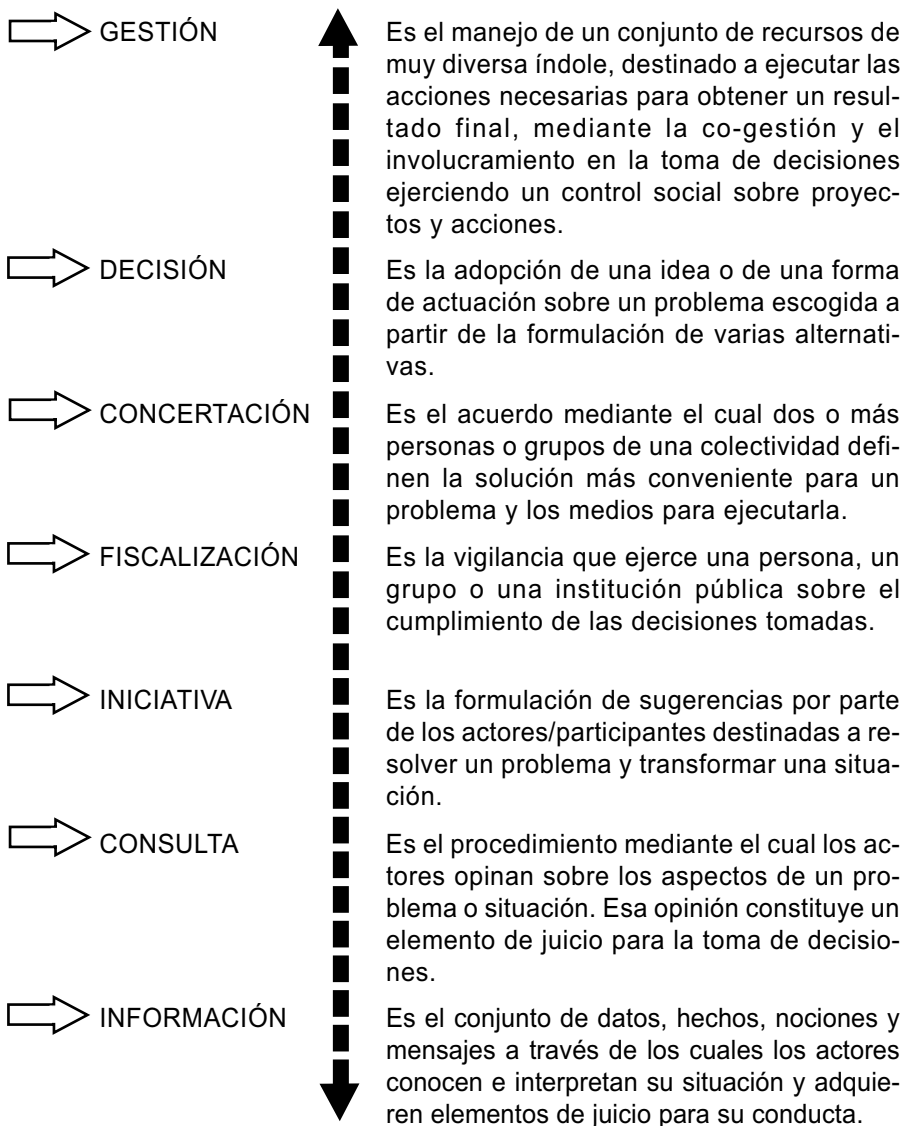 GESTIÓN
Es el manejo de un conjunto de recursos de
muy diversa índole, destinado a ejecutar las
acciones necesarias para obtener un resul-
tado final, mediante la co-gestión y el
involucramiento en la toma de decisiones
ejerciendo un control social sobre proyec-
tos y acciones.
DECISIÓN
Es la adopción de una idea o de una forma
de actuación sobre un problema escogida a
partir de la formulación de varias alternati-
vas.
CONCERTACIÓN
Es el acuerdo mediante el cual dos o más
personas o grupos de una colectividad defi-
nen la solución más conveniente para un
problema y los medios para ejecutarla.
FISCALIZACIÓN
Es la vigilancia que ejerce una persona, un
grupo o una institución pública sobre el
cumplimiento de las decisiones tomadas.
INICIATIVA
Es la formulación de sugerencias por parte
de los actores/participantes destinadas a re-
solver un problema y transformar una situa-
ción.
CONSULTA
Es el procedimiento mediante el cual los ac-
tores opinan sobre los aspectos de un pro-
blema o situación. Esa opinión constituye un
elemento de juicio para la toma de decisio-
nes.
INFORMACIÓN
Es el conjunto de datos, hechos, nociones y
mensajes a través de los cuales los actores
conocen e interpretan su situación y adquie-
ren elementos de juicio para su conducta.